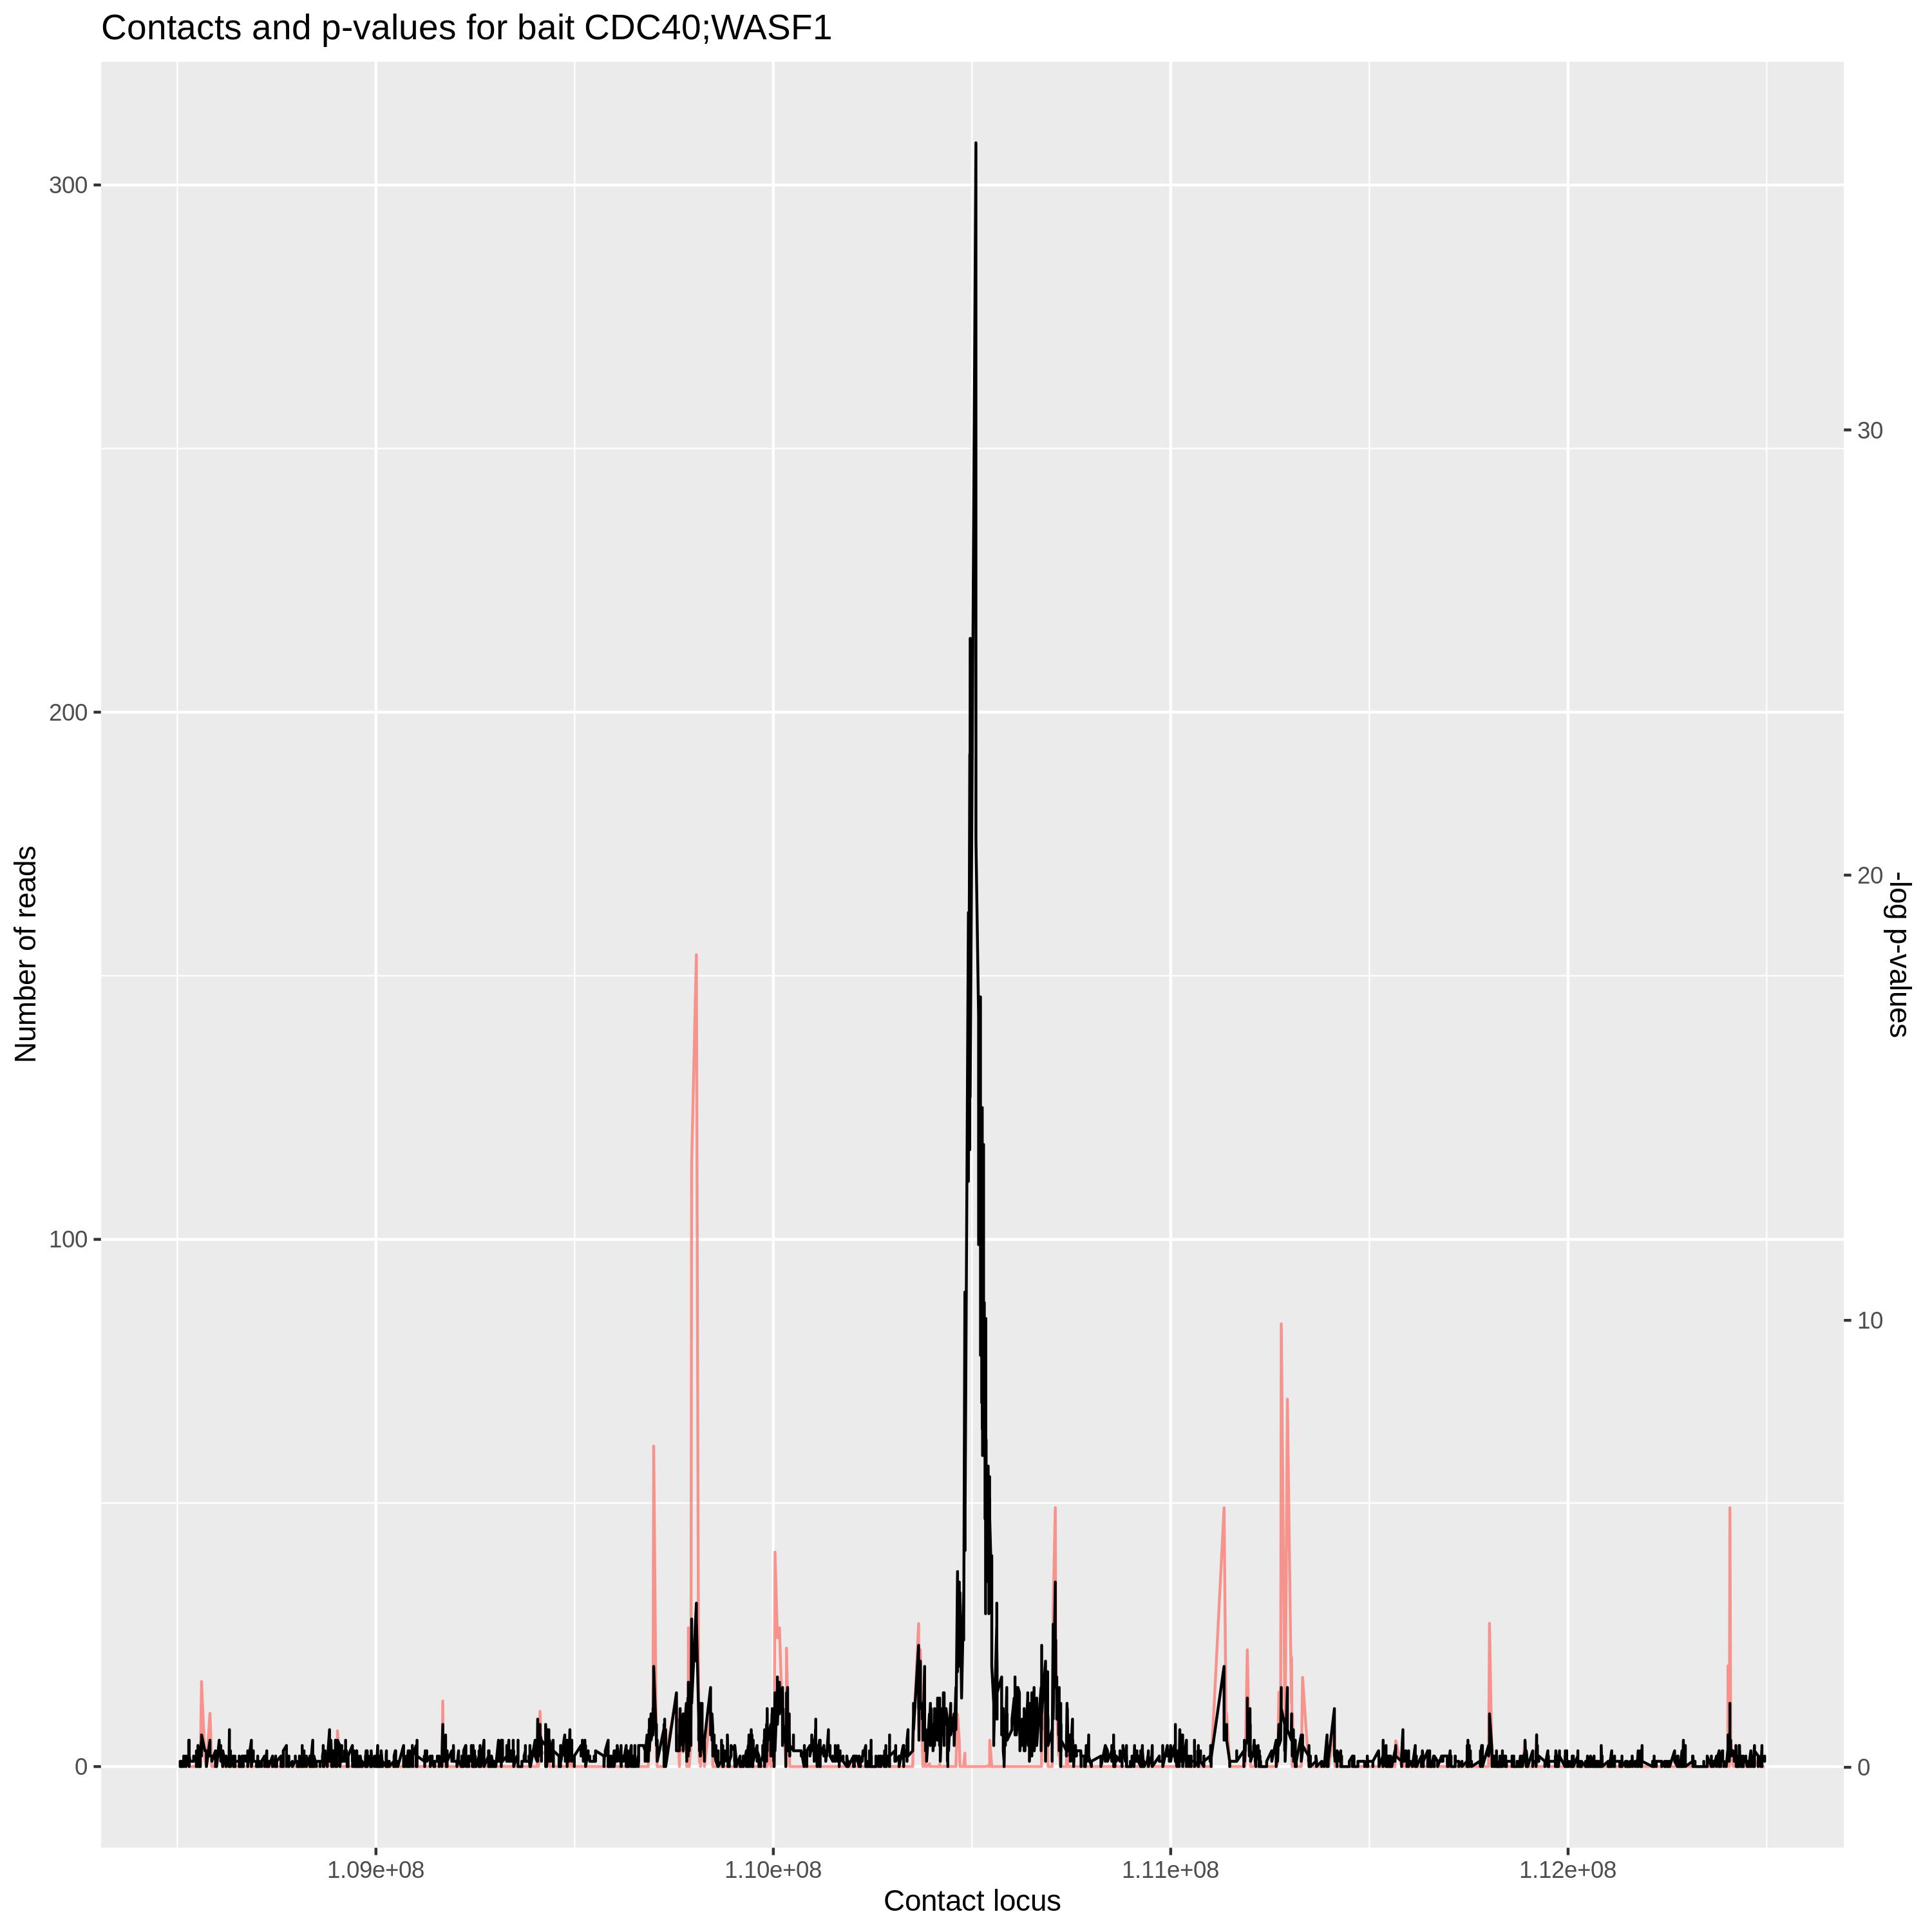 Contacts and p-values for bait CDC40;WASF1
300
200
100
0
Number of reads
30
20
10
0
-log p-values
1.09e+08
1.10e+08
1.11e+08
1.12e+08
Contact locus